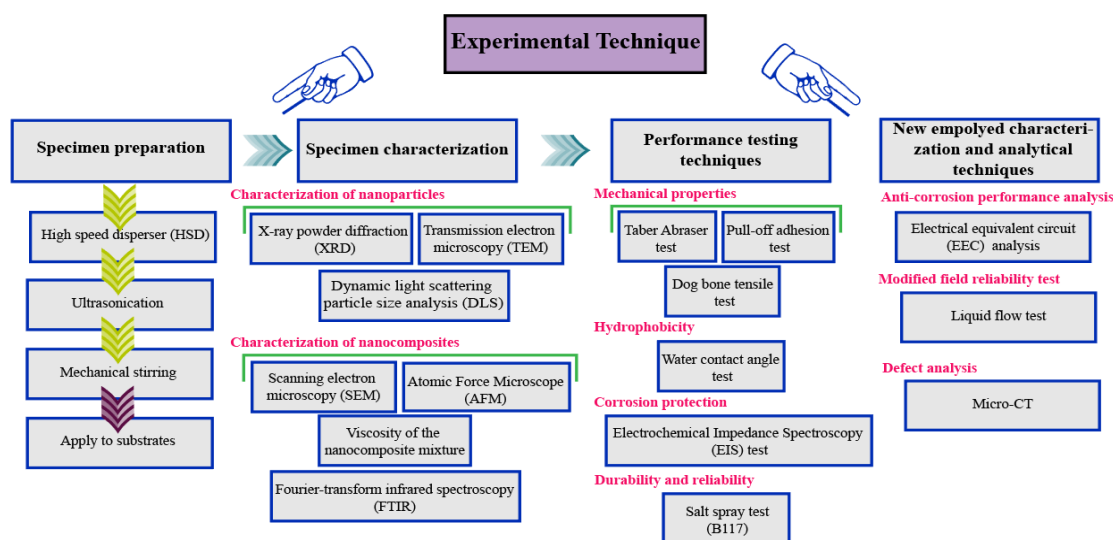 Experimental Technique
Specimen preparation
High speed disperser (HSD)
Ultrasonication
Mechanical stirring
Apply to substrates
Specimen characterization
Characterization of nanoparticles
X-ray powder diffraction
(XRD)
Transmission electron
microscopy (TEM)
Dynamic light scattering
particle size analysis (DLS)
Characterization of nanocomposites
Scanning electron
microscopy (SEM)
Atomic Force Microscope
(AFM)
Viscosity of the
nanocomposite mixture
Fourier-transform infrared spectroscopy
(FTIR)
Performance testing
techniques
Mechanical properties
Taber Abraser
test
Pull-off adhesion test
Dog bone tensile
test
Hydrophobicity
Water contact angle
test
Corrosion protection
Electrochemical Impedance Spectroscopy
(EIS) test
Durability and reliability
Salt spray test
(B117)
New empolyed characteri-
zation and analytical
techniques
Anti-corrosion performance analysis
Electrical equivalent circuit
(EEC) analysis
Modified field reliability test
Liquid flow test
Defect analysis
Micro-CT